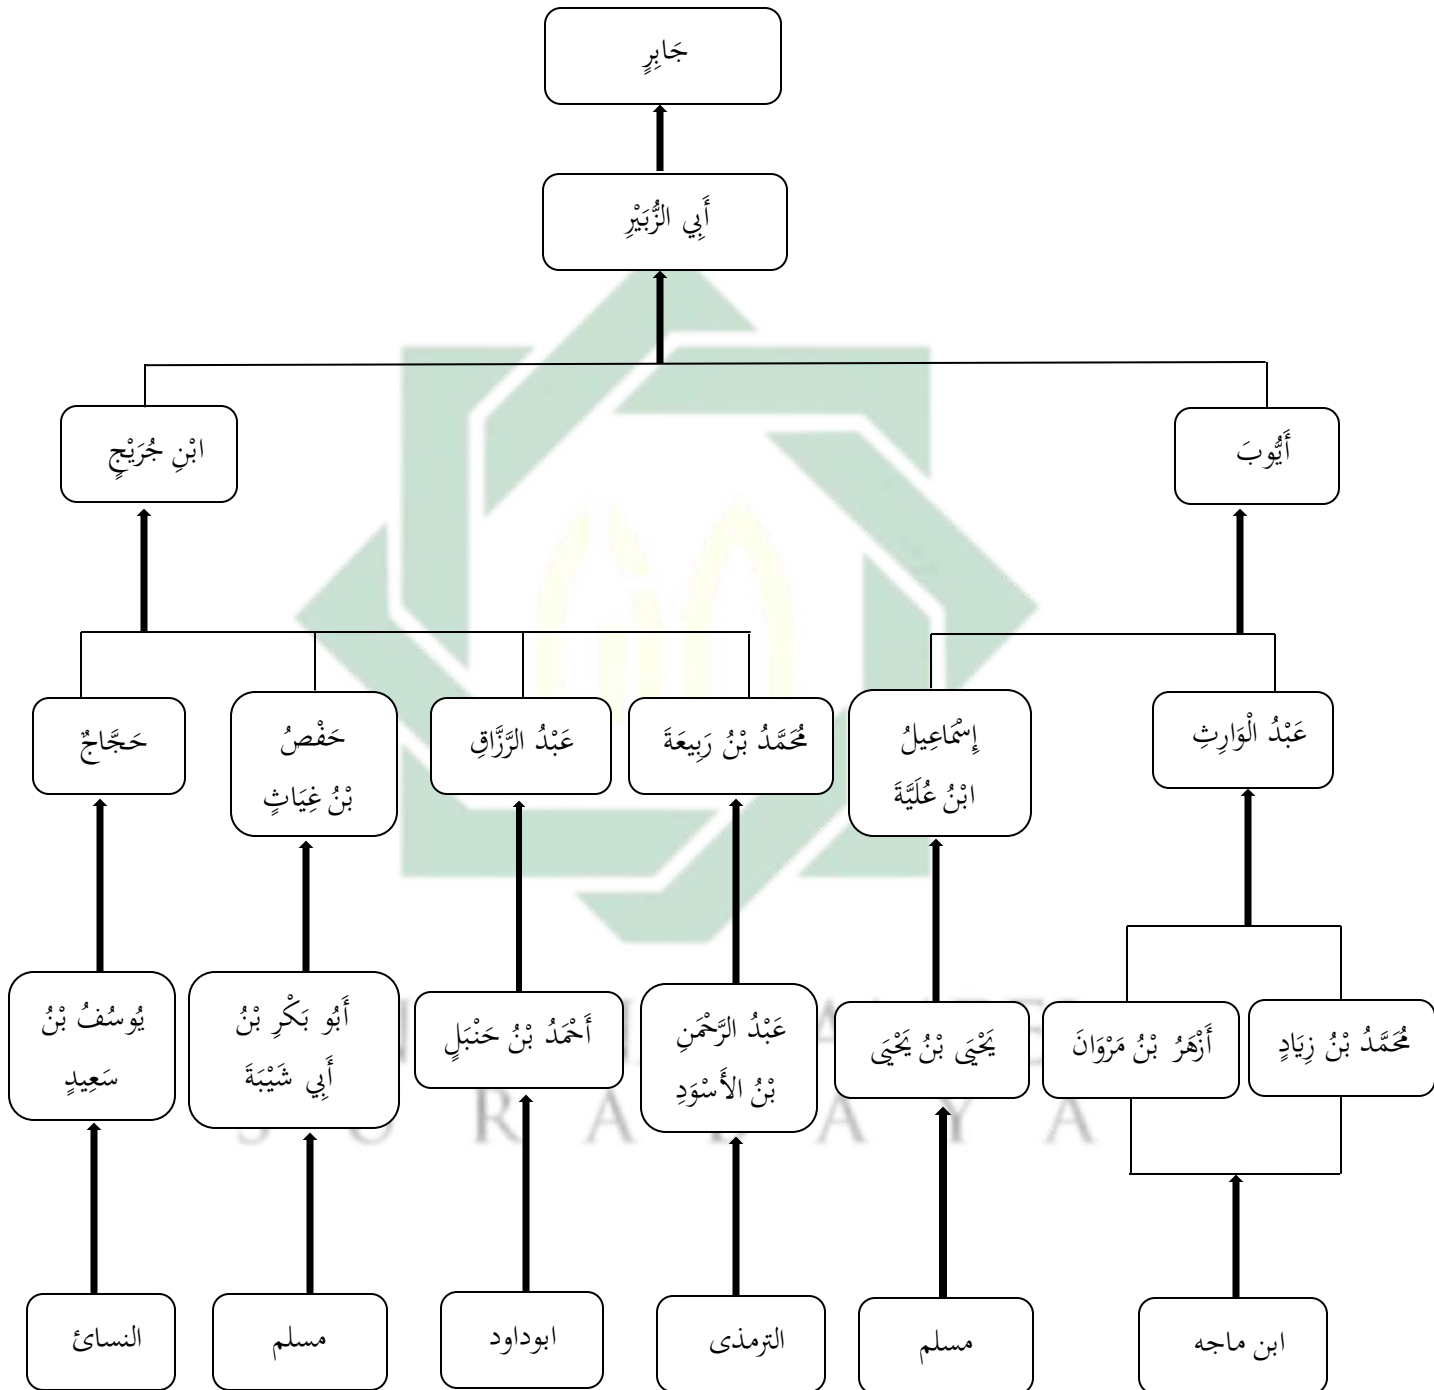 جَابِرٍ
أَبِي الزُّبَيْرِ
أَيُّوبَ
ابْنِ جُرَيْجٍ
عَبْدُ الْوَارِثِ
إِسْمَاعِيلُ
ابْنُ عُلَيَّةَ
مُحَمَّدُ بْنُ رَبِيعَةَ
عَبْدُ الرَّزَّاقِ
حَفْصُ
بْنُ غِيَاثٍ
حَجَّاجٌ
مُحَمَّدُ بْنُ زِيَادٍ
أَزْهَرُ بْنُ مَرْوَانَ
يَحْيَى بْنُ يَحْيَى
عَبْدُ الرَّحْمَنِ
بْنُ الأَسْوَدِ
أَحْمَدُ بْنُ حَنْبَلٍ
أَبُو بَكْرِ بْنُ
أَبِي شَيْبَةَ
يُوسُفُ بْنُ
سَعِيدٍ
ابن ماجه
مسلم
الترمذى
ابوداود
مسلم
النسائ